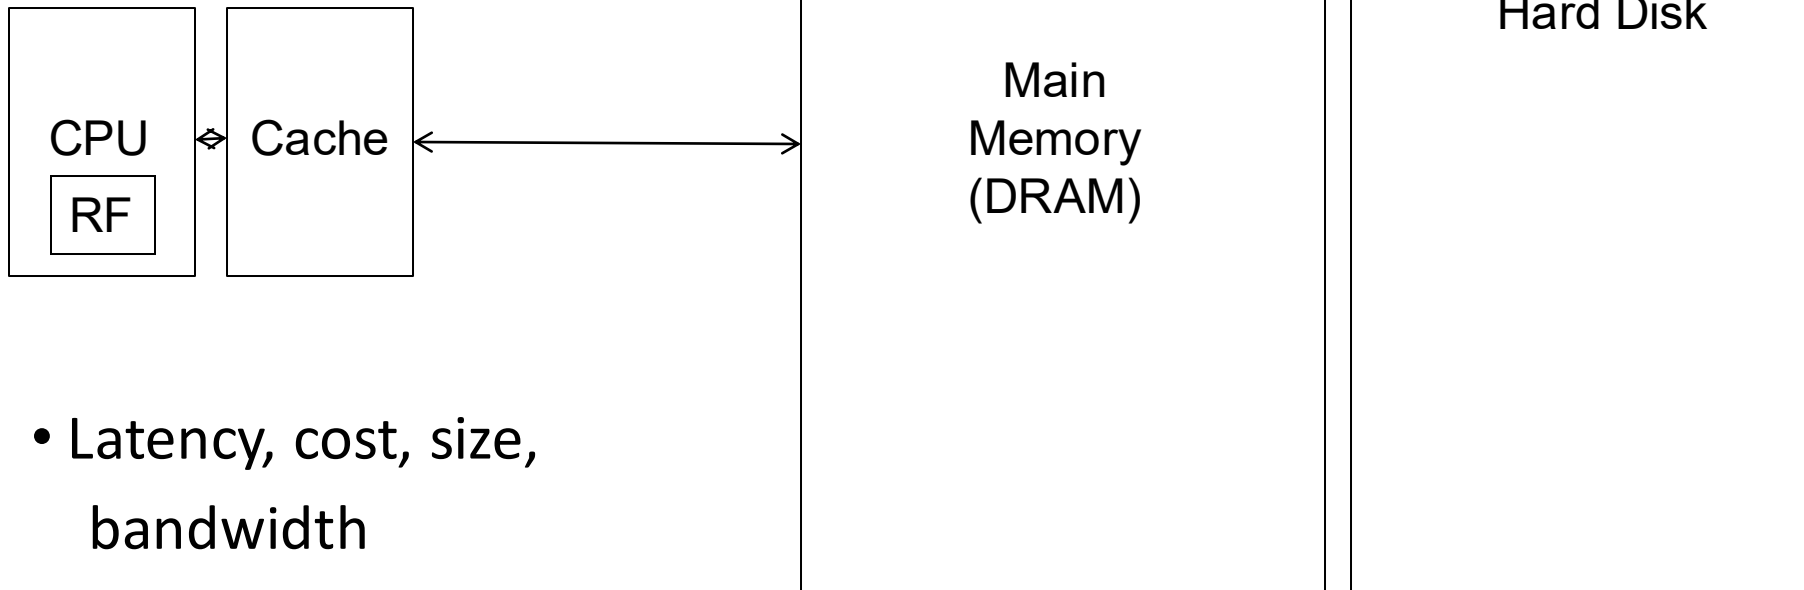 Hard Disk
Main
Memory
(DRAM)
CPU
Cache
RF
• Latency, cost, size,
bandwidth